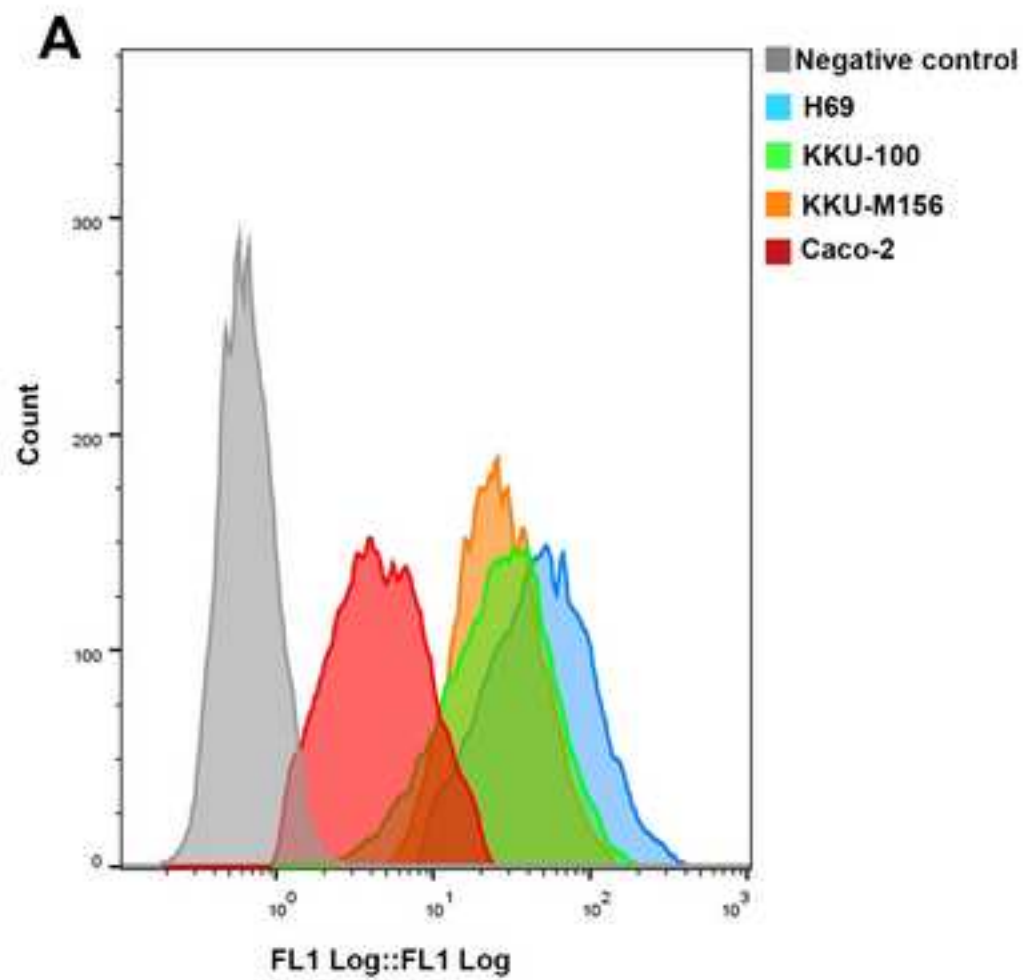 A
Negative control
H69
KKU-100
KKU-M156
Caco-2
Count
300
200
100
0
10⁰
10¹
10²
10³
FL1 Log::FL1 Log